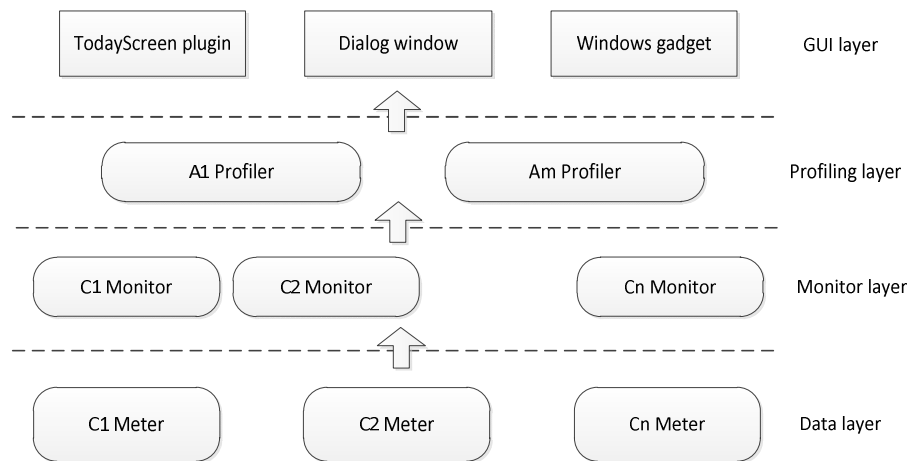 TodayScreen plugin
Dialog window
Windows gadget
GUI layer
A1 Profiler
Am Profiler
Profiling layer
C1 Monitor
C2 Monitor
Cn Monitor
Monitor layer
C1 Meter
C2 Meter
Cn Meter
Data layer